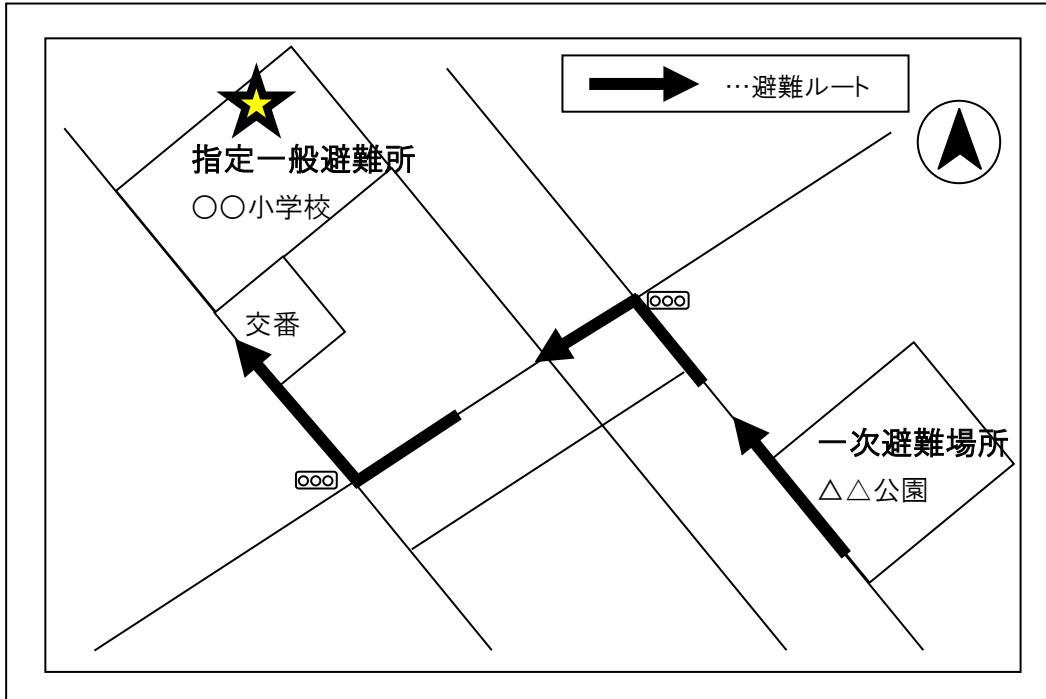 …避難ルート
指定一般避難所
○○小学校
交番
一次避難場所
△△公園